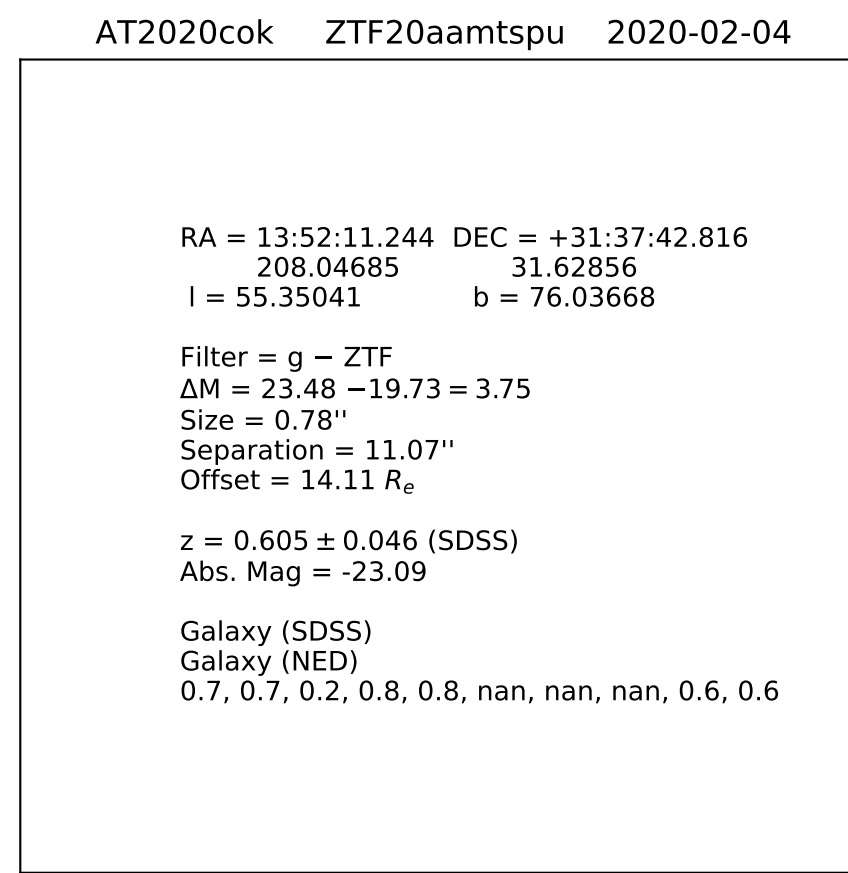 AT2020cok ZTF20aamtspu 2020-02-04
RA = 13:52:11.244 DEC = +31:37:42.816
208.04685 31.62856
l = 55.35041 b = 76.03668
Filter = g − ZTF
ΔM = 23.48 −19.73 = 3.75
Size = 0.78''
Separation = 11.07''
Offset = 14.11 Re
z = 0.605 ± 0.046 (SDSS)
Abs. Mag = -23.09
Galaxy (SDSS)
Galaxy (NED)
0.7, 0.7, 0.2, 0.8, 0.8, nan, nan, nan, 0.6, 0.6